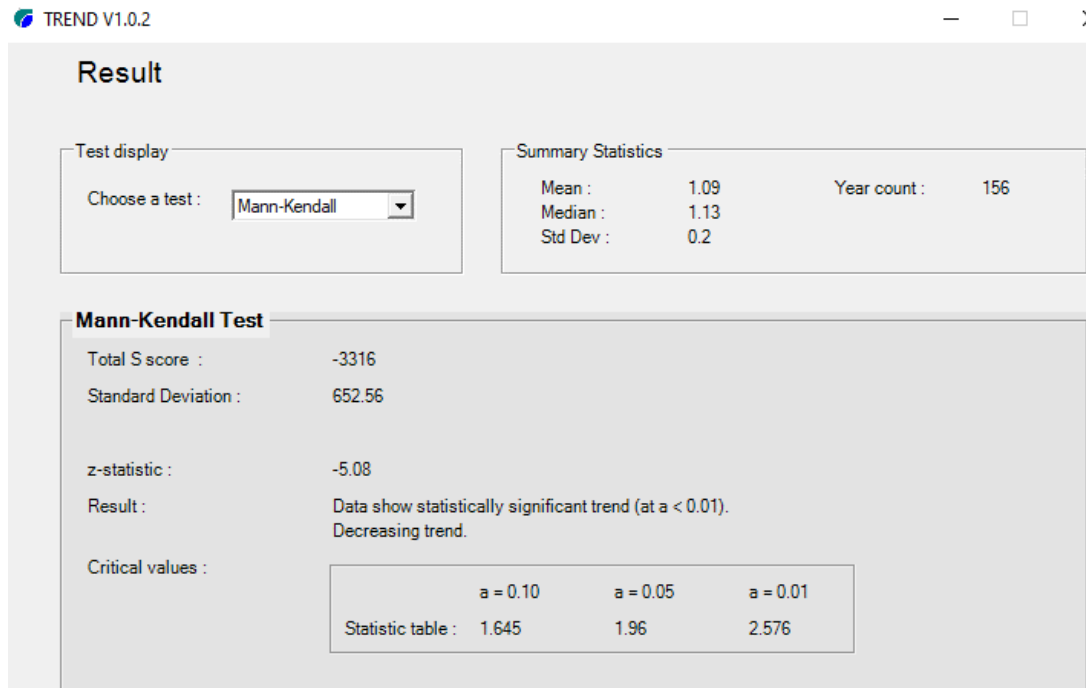 TREND V1.0.2
Result
Test display
Choose a test :
Mann-Kendall
Summary Statistics
Mean : 1.09 Year count : 156
Median : 1.13
Std Dev : 0.2
Mann-Kendall Test
Total S score : -3316
Standard Deviation : 652.56
z-statistic : -5.08
Result : Data show statistically significant trend (at a < 0.01).
Decreasing trend.
Critical values :
a = 0.10 a = 0.05 a = 0.01
Statistic table : 1.645 1.96 2.576